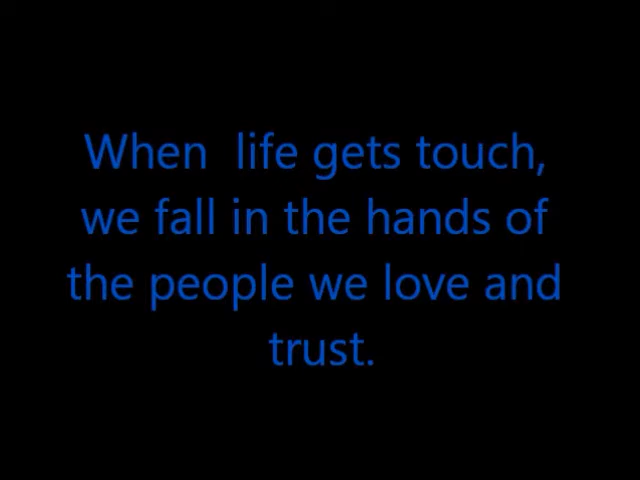 When  life gets touch,
we fall in the hands of
the people we love and
trust.